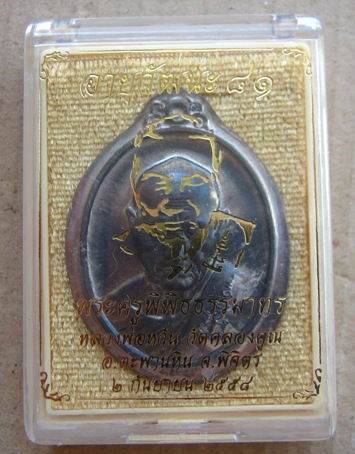 อายุวัฒนะ ๘๑
พระครูพิพิธธรรมาทร
หลวงพ่อหวั่น วัดคลองคูณ
อ.ตะพานหิน จ.พิจิตร
๒ กันยายน ๒๕๕๔